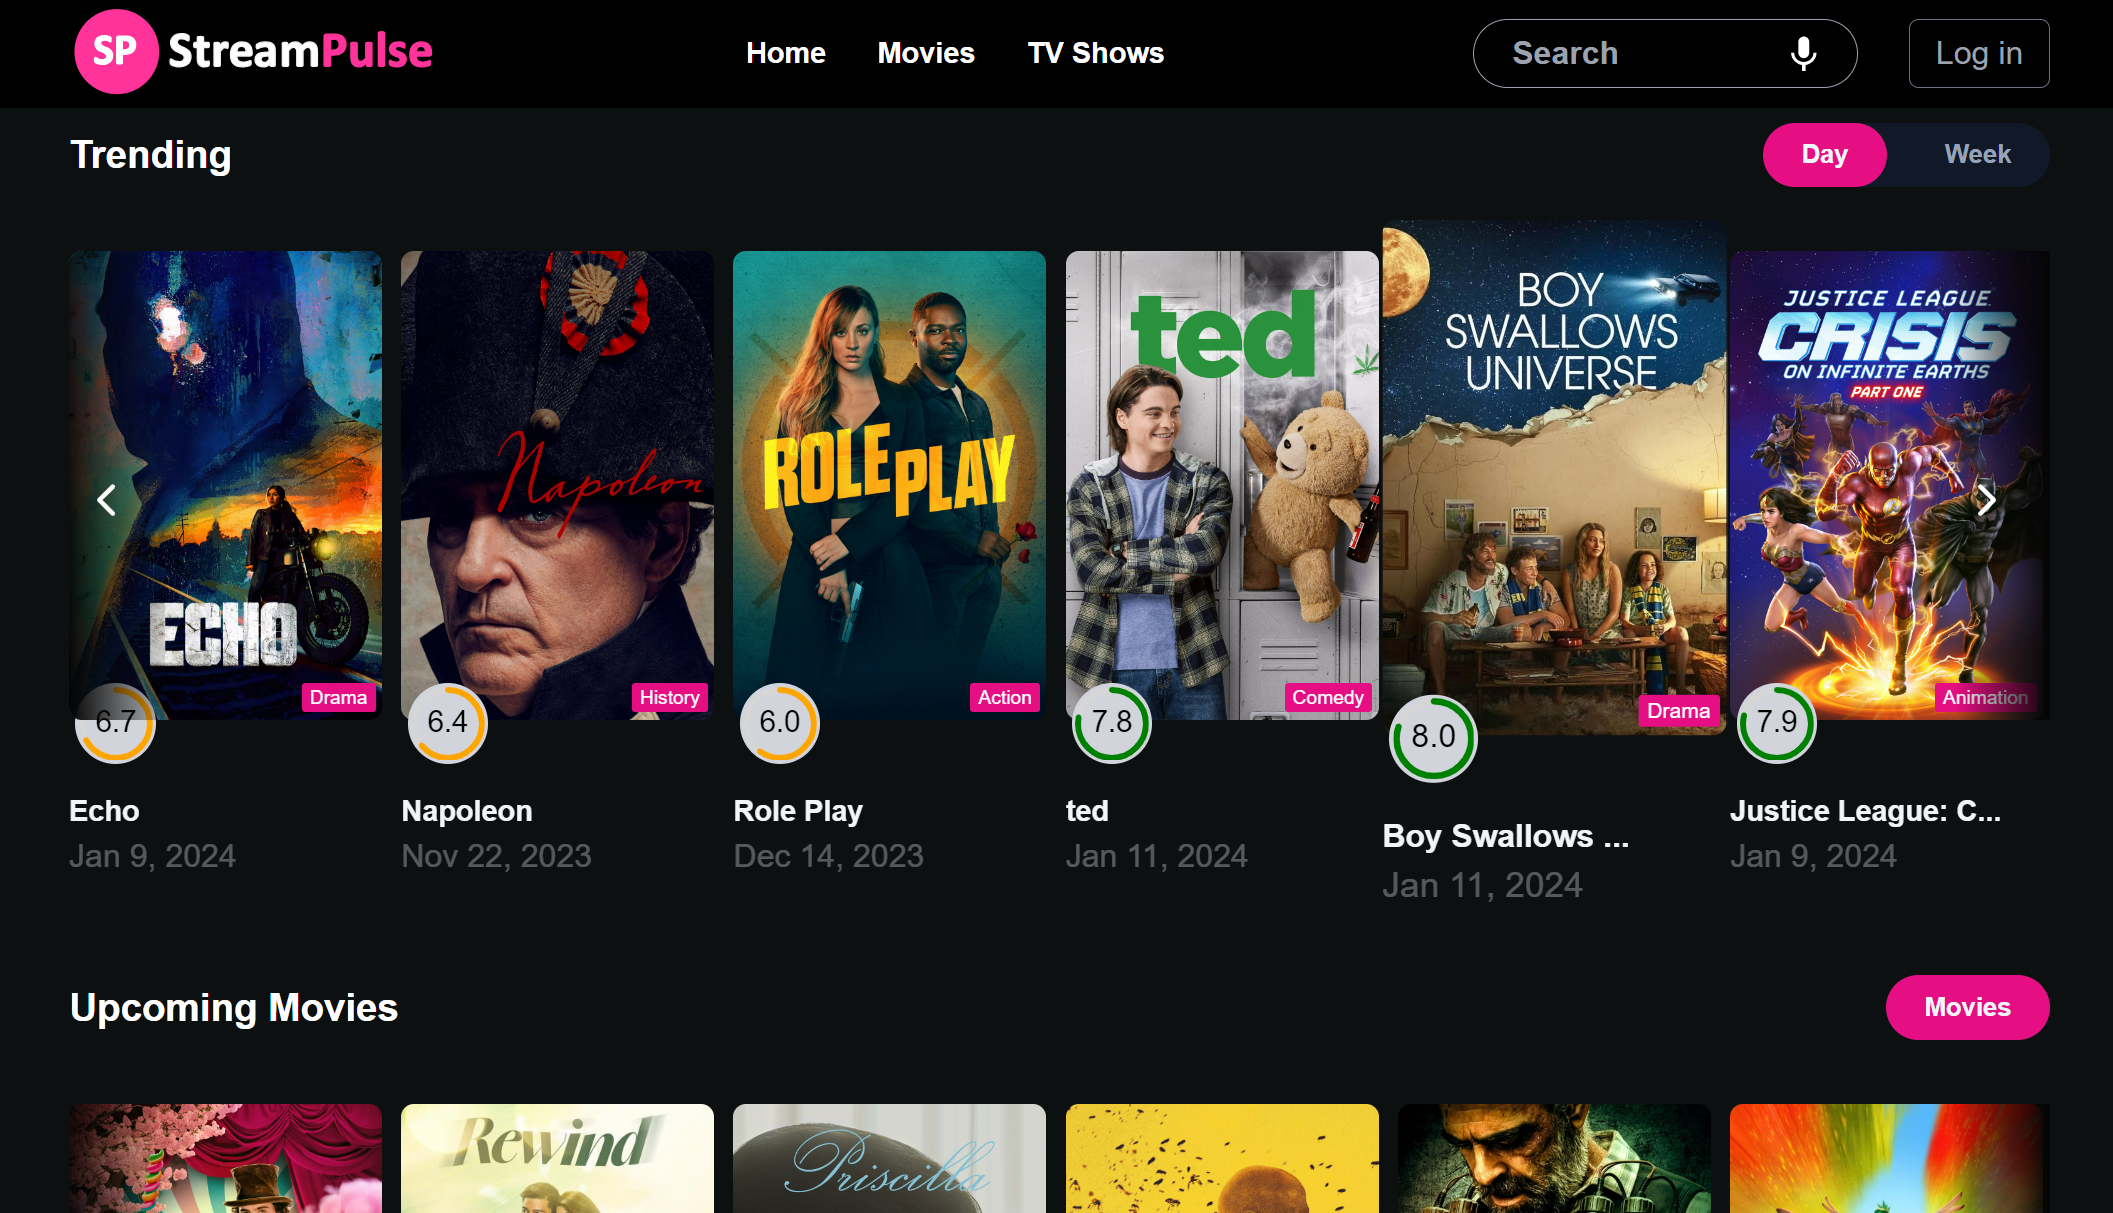 SP StreamPulse
Home Movies TV Shows
Search
Log in
Trending
Day Week
ECHO
Napoleon
ROLE PLAY
ted
BOY
SWALLOWS
UNIVERSE
JUSTICE LEAGUE
CRISIS
ON INFINITE EARTHS
PART ONE
6.7 Drama
6.4 History
6.0 Action
7.8 Comedy
8.0 Drama
7.9 Animation
Echo
Jan 9, 2024
Napoleon
Nov 22, 2023
Role Play
Dec 14, 2023
ted
Jan 11, 2024
Boy Swallows ...
Jan 11, 2024
Justice League: C...
Jan 9, 2024
Upcoming Movies
Movies
Rewind
Priscilla